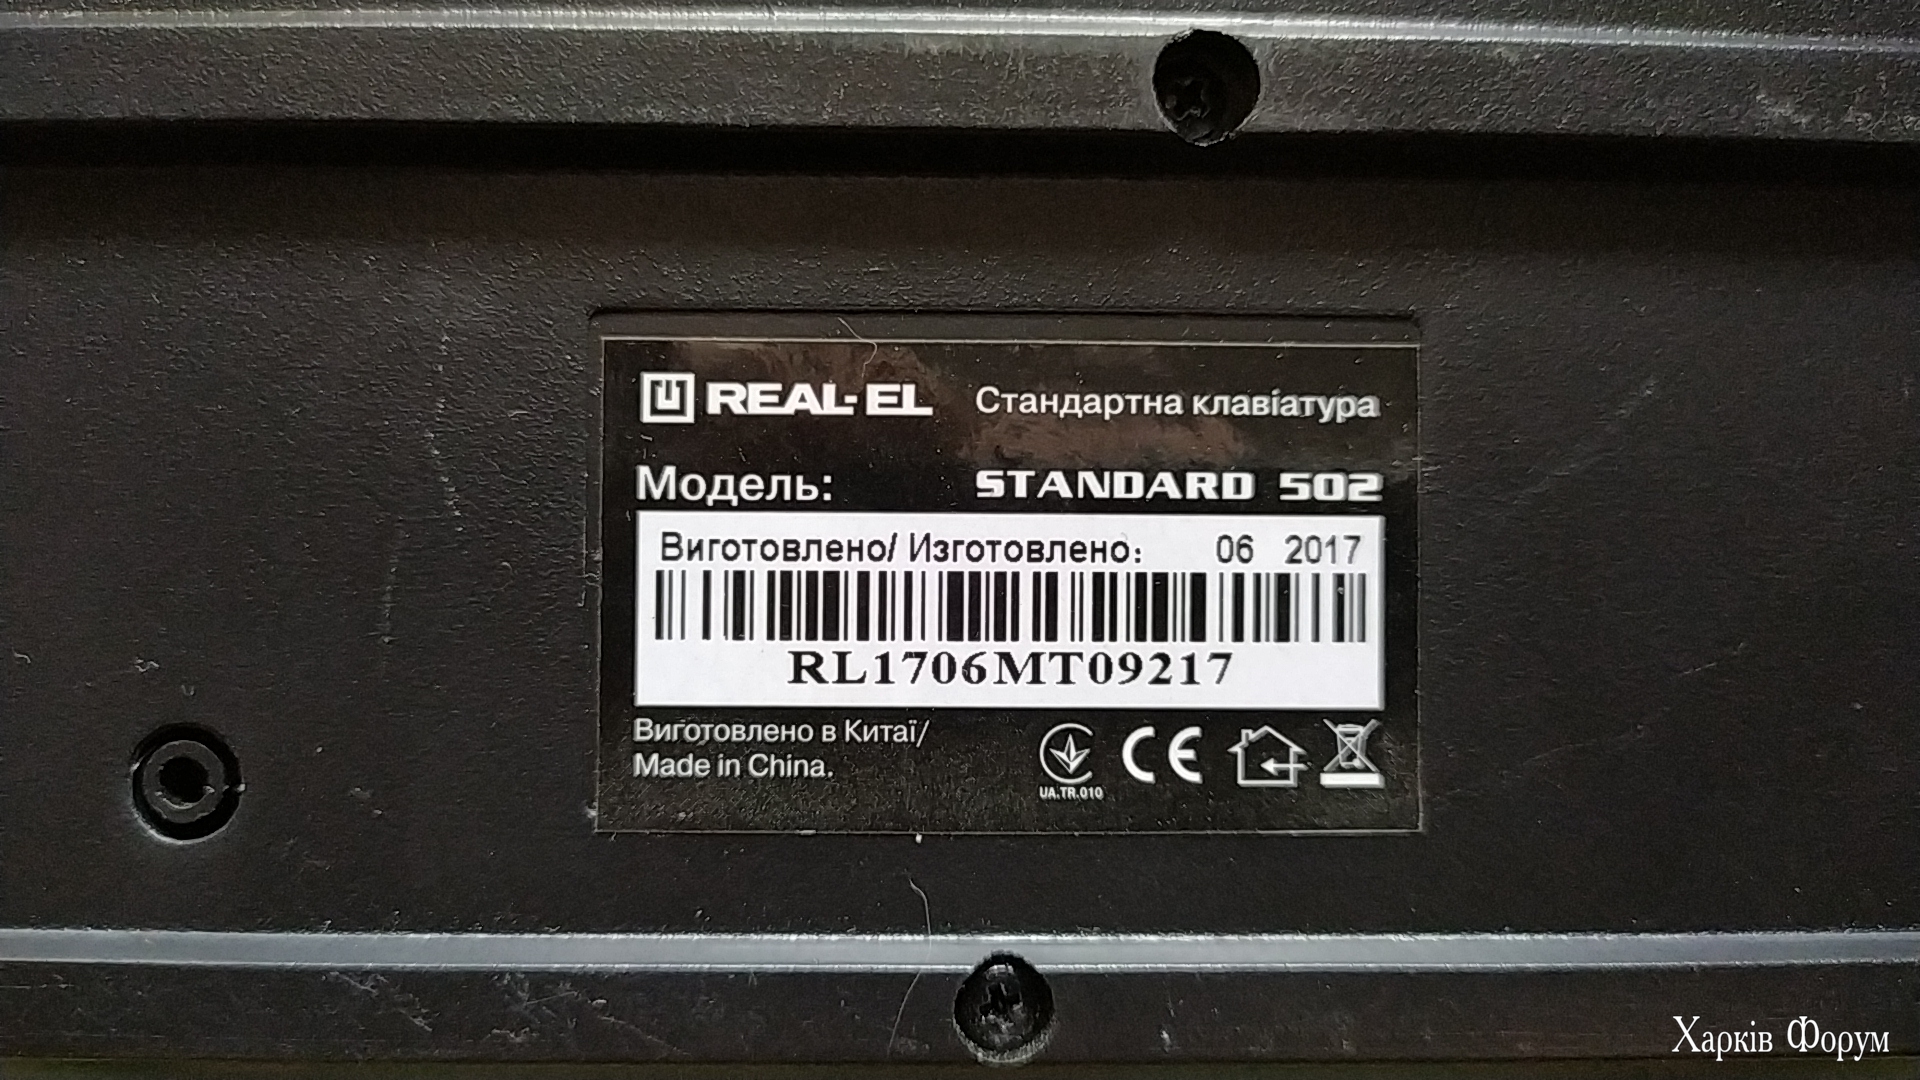 REAL-EL Стандартна клавіатура
Модель: STANDARD 502
Виготовлено/ Изготовлено: 06 2017
RL1706MT09217
Виготовлено в Китаї/
Made in China.
CE
UA.TR.010
Харків Форум